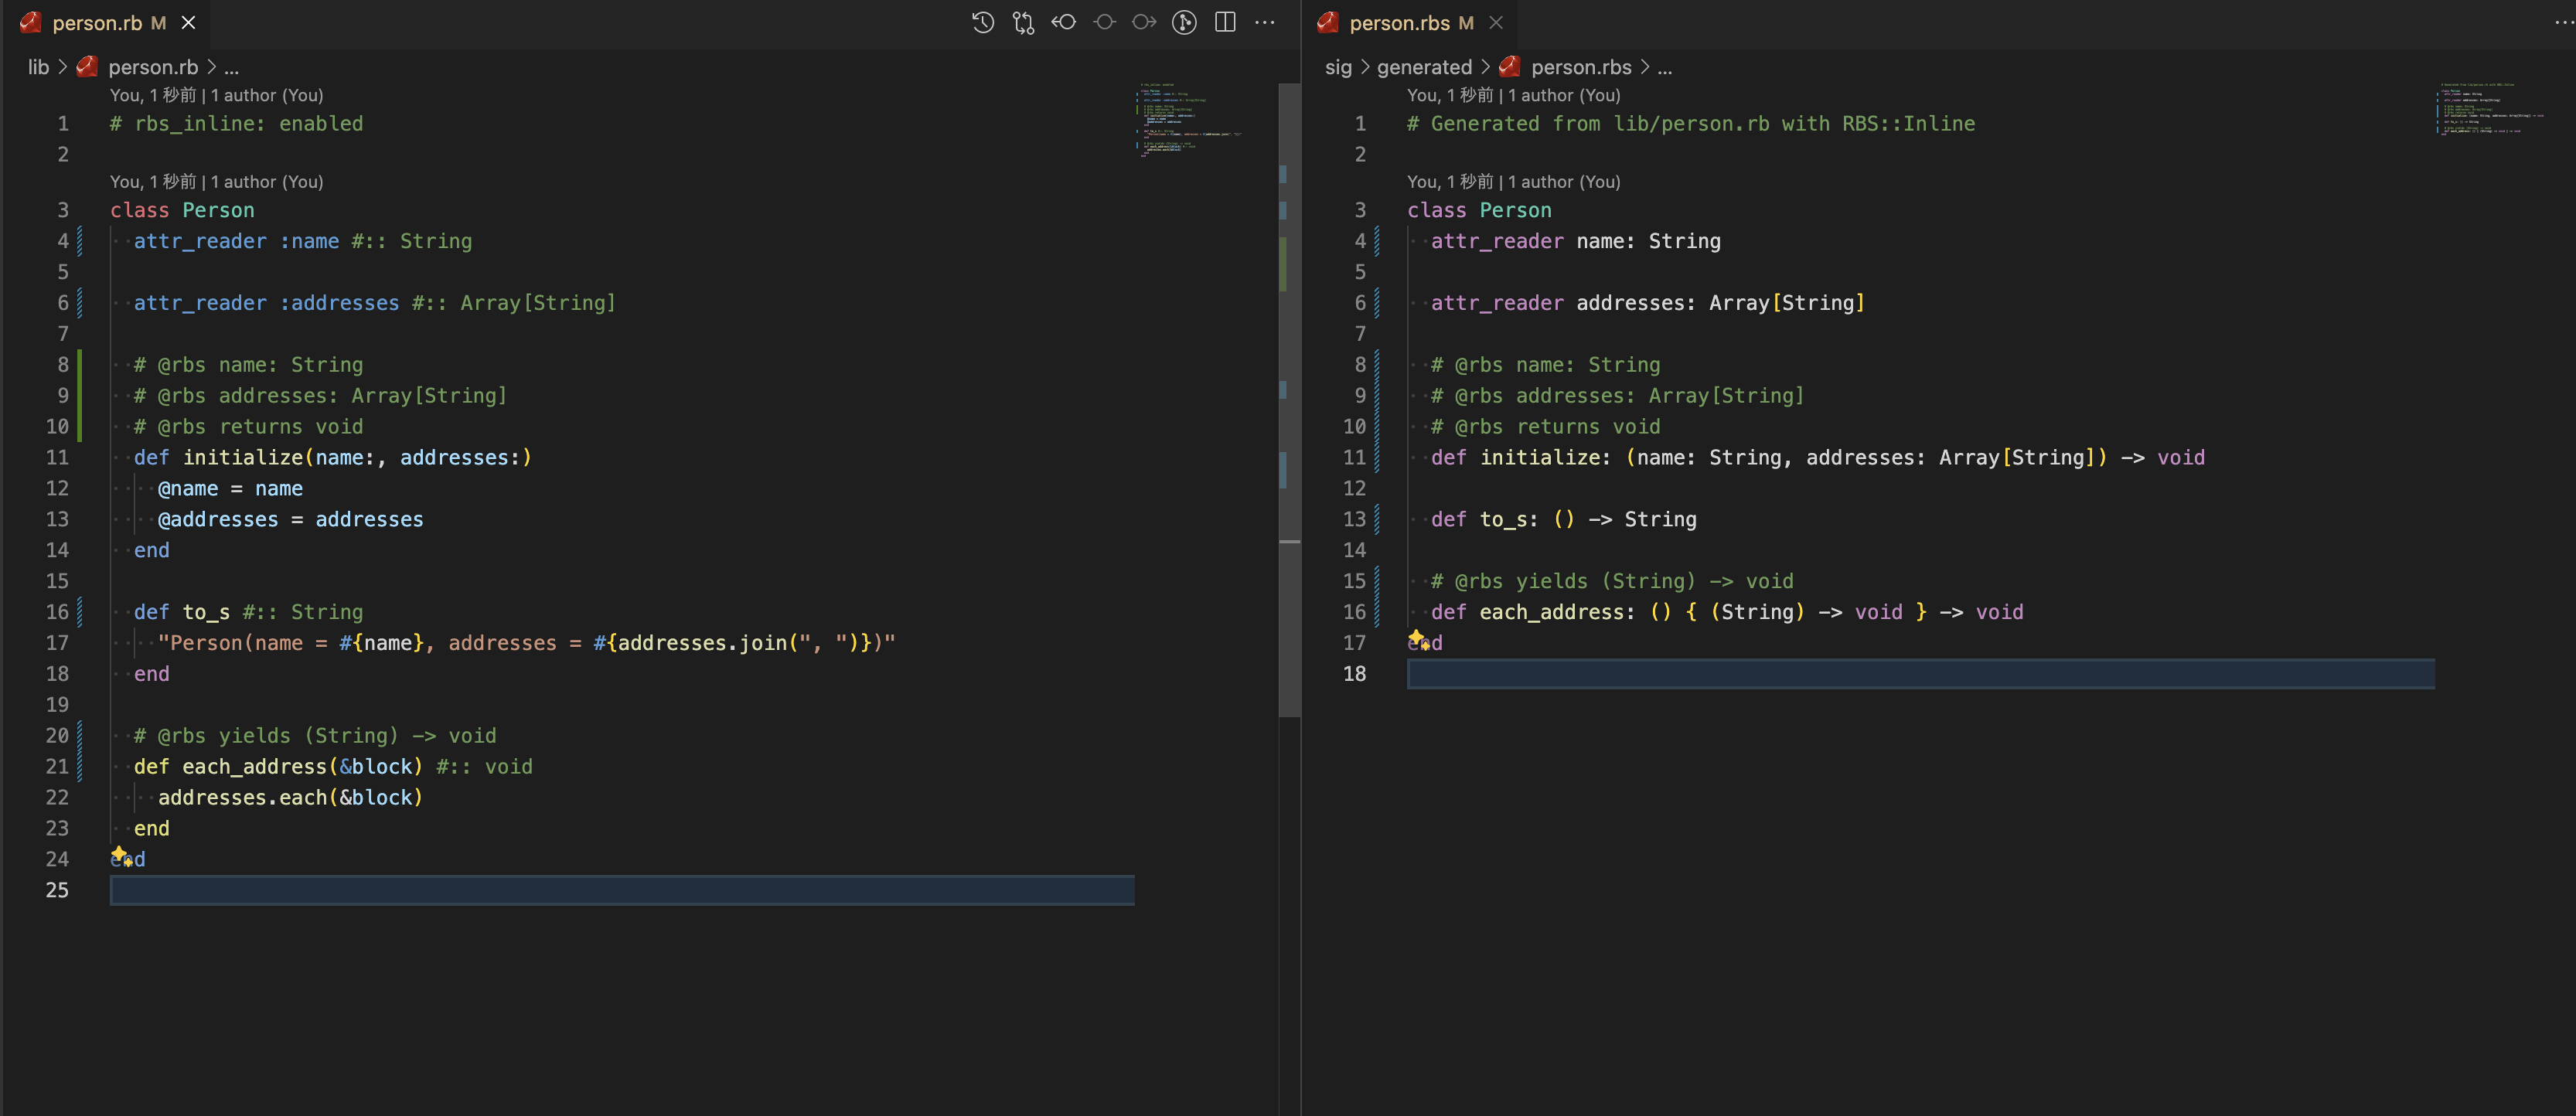 person.rb M
lib > person.rb > ...
You, 1 秒前 | 1 author (You)
1 # rbs_inline: enabled
2
You, 1 秒前 | 1 author (You)
3 class Person
4 attr_reader :name #:: String
5
6 attr_reader :addresses #:: Array[String]
7
8 # @rbs name: String
9 # @rbs addresses: Array[String]
10 # @rbs returns void
11 def initialize(name:, addresses:)
12 @name = name
13 @addresses = addresses
14 end
15
16 def to_s #:: String
17 "Person(name = #{name}, addresses = #{addresses.join(", ")})"
18 end
19
20 # @rbs yields (String) -> void
21 def each_address(&block) #:: void
22 addresses.each(&block)
23 end
24 end
25
person.rbs M
sig > generated > person.rbs > ...
You, 1 秒前 | 1 author (You)
1 # Generated from lib/person.rb with RBS::Inline
2
You, 1 秒前 | 1 author (You)
3 class Person
4 attr_reader name: String
5
6 attr_reader addresses: Array[String]
7
8 # @rbs name: String
9 # @rbs addresses: Array[String]
10 # @rbs returns void
11 def initialize: (name: String, addresses: Array[String]) -> void
12
13 def to_s: () -> String
14
15 # @rbs yields (String) -> void
16 def each_address: () { (String) -> void } -> void
17 end
18